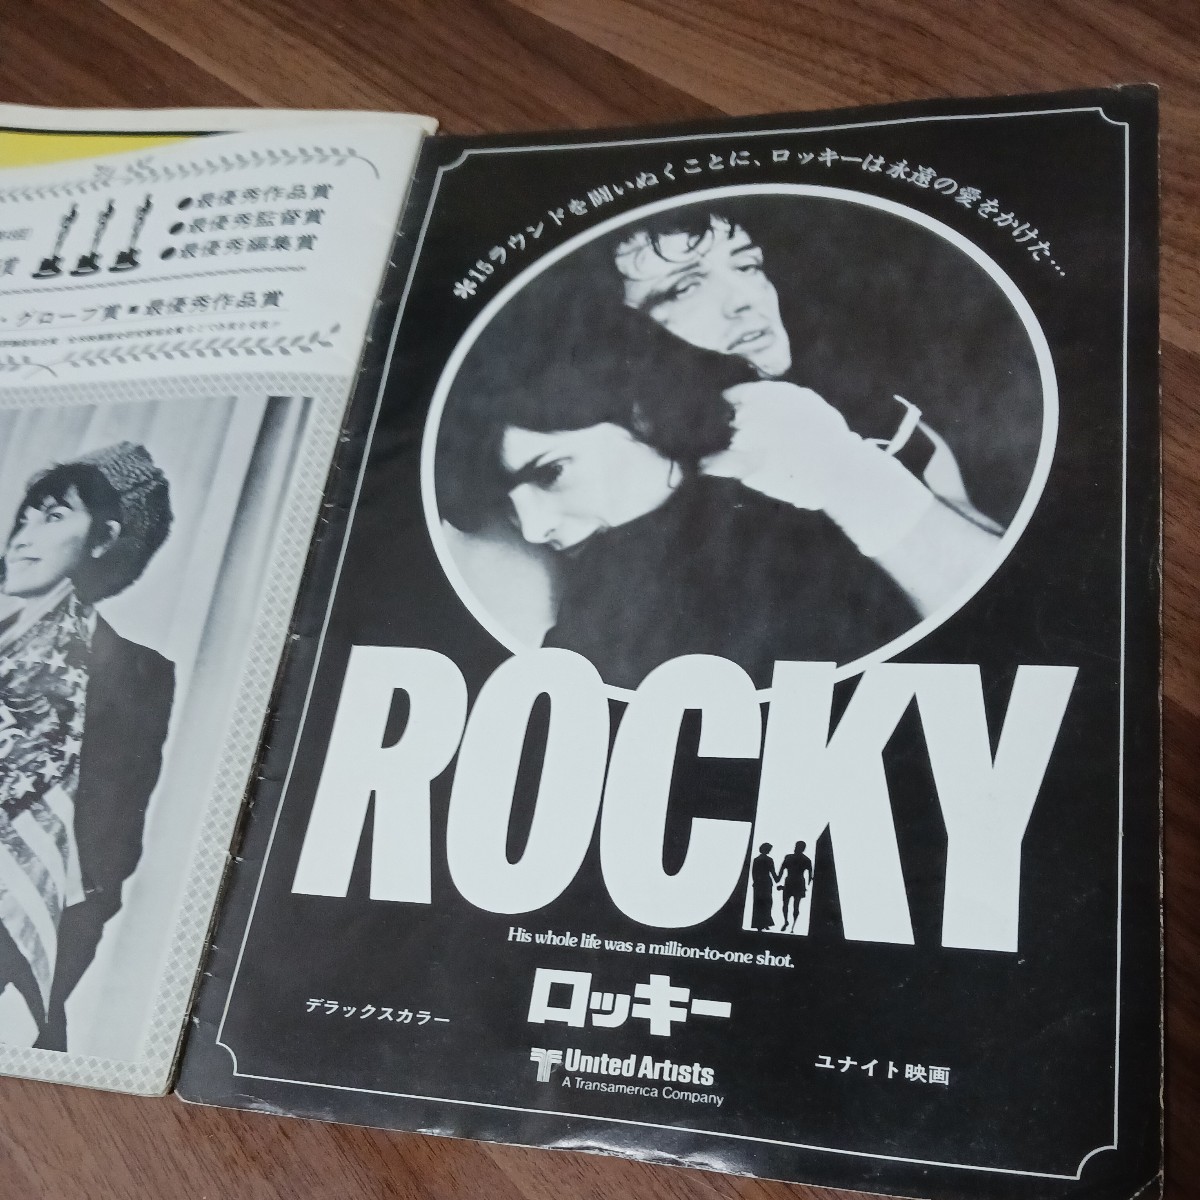 ●最優秀作品賞
●最優秀監督賞
●最優秀編集賞
・グローブ賞■最優秀作品賞
※15ラウンドを闘いぬくことに、ロッキーは永遠の愛をかけた…
ROCKY
His whole life was a million-to-one shot.
ロッキー
デラックスカラー
United Artists
A Transamerica Company
ユナイト映画